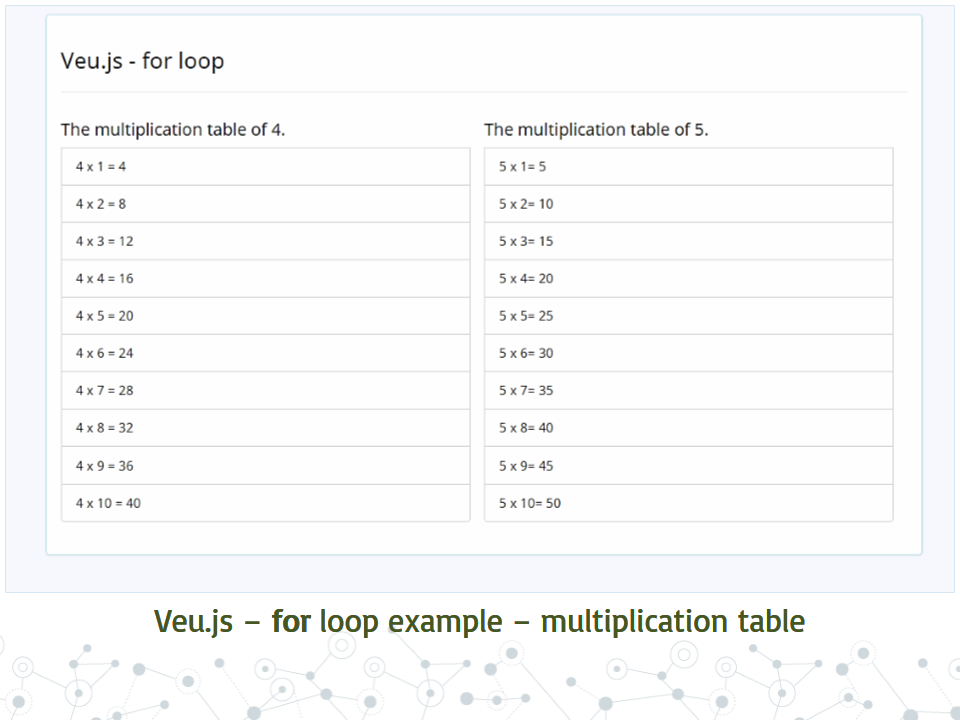 Veu.js - for loop
The multiplication table of 4.
4 x 1 = 4
4 x 2 = 8
4 x 3 = 12
4 x 4 = 16
4 x 5 = 20
4 x 6 = 24
4 x 7 = 28
4 x 8 = 32
4 x 9 = 36
4 x 10 = 40
The multiplication table of 5.
5 x 1= 5
5 x 2= 10
5 x 3= 15
5 x 4= 20
5 x 5= 25
5 x 6= 30
5 x 7= 35
5 x 8= 40
5 x 9= 45
5 x 10= 50
Veu.js – for loop example – multiplication table